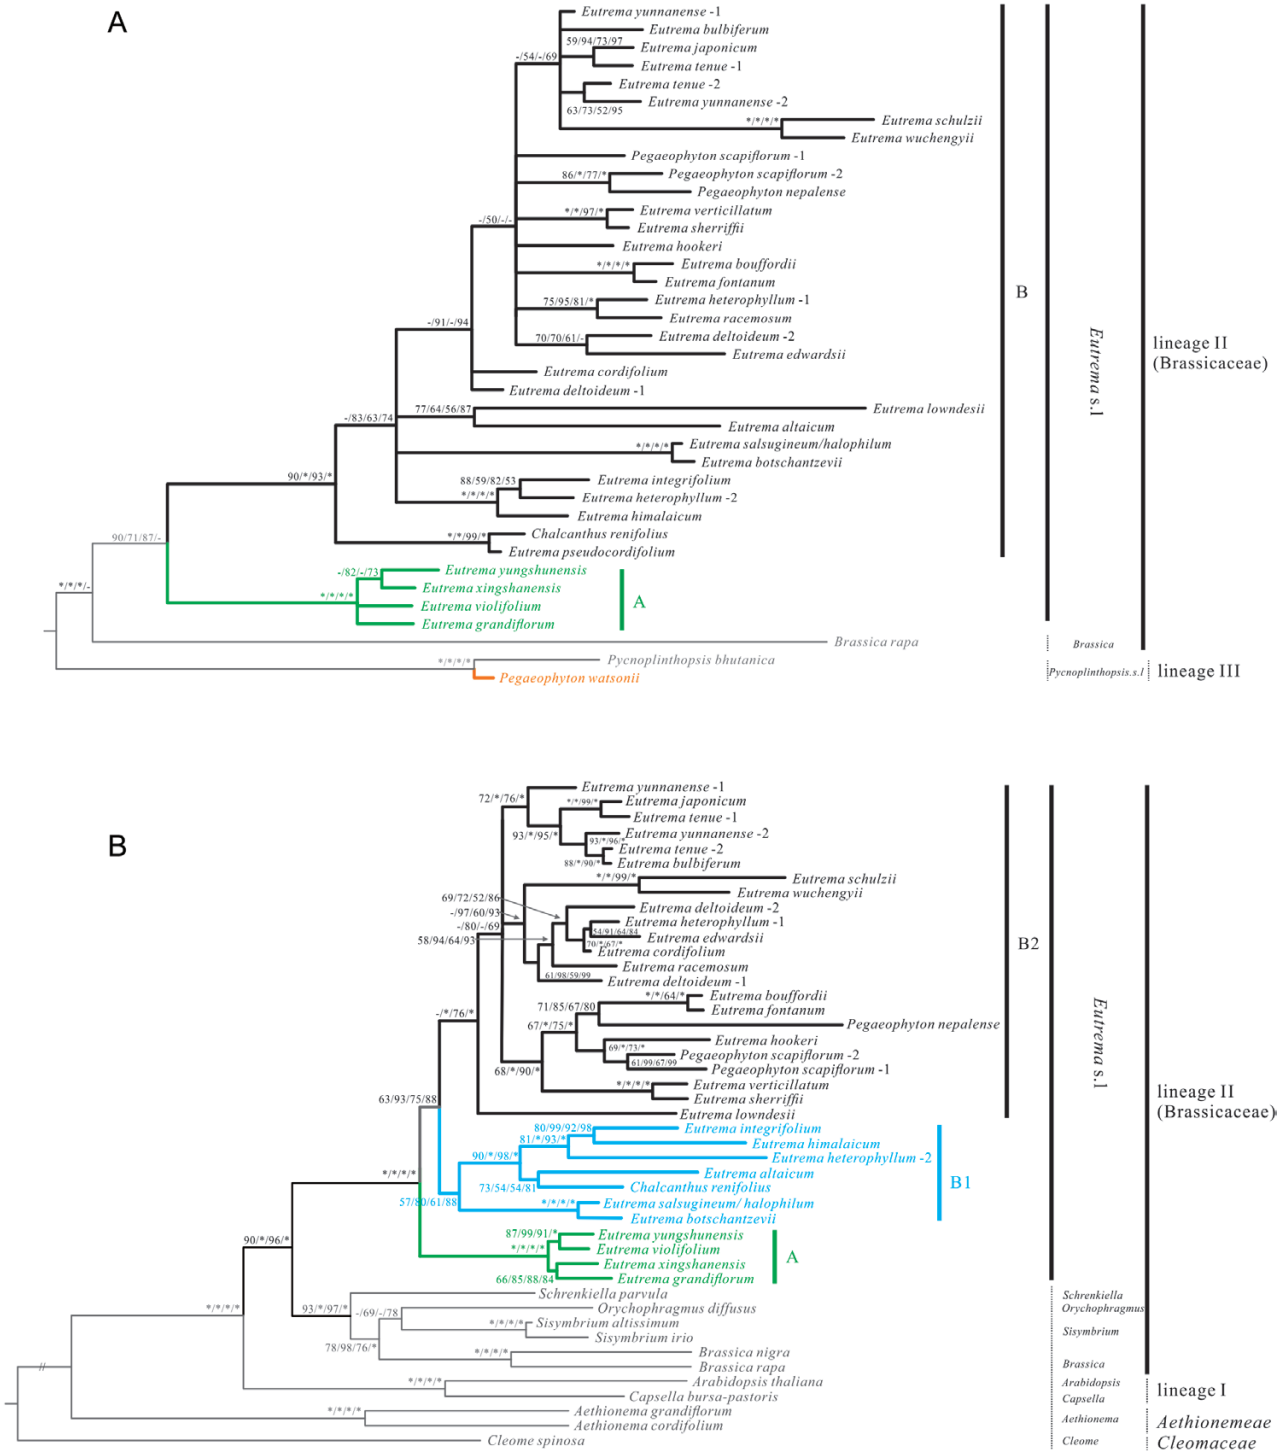 A
Eutrema yunnanense -1
Eutrema bulbiferum
59/94/73/97
Eutrema japonicum
-/54/-/69
Eutrema tenue -1
Eutrema tenue -2
Eutrema yunnanense -2
63/73/52/95
*/*/*/*
Eutrema schulzii
Eutrema wuchengyii
Pegaeophyton scapiflorum -1
86/*/77/*
Pegaeophyton scapiflorum -2
Pegaeophyton nepalense
*/*/97/*
Eutrema verticillatum
-/50/-/-
Eutrema sherriffii
Eutrema hookeri
*/*/*/*
Eutrema bouffordii
Eutrema fontanum
75/95/81/*
Eutrema heterophyllum -1
Eutrema racemosum
-/91/-/94
70/70/61/-
Eutrema deltoideum -2
Eutrema edwardsii
Eutrema cordifolium
Eutrema deltoideum -1
77/64/56/87
Eutrema lowndesii
-/83/63/74
Eutrema altaicum
*/*/*/*
Eutrema salsugineum/halophilum
Eutrema botschantzevii
90/*/93/*
88/59/82/53
Eutrema integrifolium
*/*/*/*
Eutrema heterophyllum -2
Eutrema himalaicum
*/*/99/*
Chalcanthus renifolius
90/71/87/-
Eutrema pseudocordifolium
-/82/-/73
Eutrema yungshunensis
*/*/*/-
Eutrema xingshanensis
*/*/*/*
Eutrema violifolium
Eutrema grandiflorum
A
Brassica rapa
*/*/*/*
Pycnoplinthopsis bhutanica
Pegaeophyton watsonii
B
Eutrema s.l
lineage II
(Brassicaceae)
Brassica
Pycnoplinthopsis.s.l
lineage III
B
Eutrema yunnanense -1
72/*/76/*
*/*/99/*
Eutrema japonicum
Eutrema tenue -1
93/*/95/*
Eutrema yunnanense -2
93/*/96/*
Eutrema tenue -2
88/*/90/*
Eutrema bulbiferum
*/*/99/*
Eutrema schulzii
Eutrema wuchengyii
69/72/52/86
Eutrema deltoideum -2
-/97/60/93
Eutrema heterophyllum -1
-/80/-/69
54/91/64/84
Eutrema edwardsii
58/94/64/93
70/*/67/*
Eutrema cordifolium
Eutrema racemosum
61/98/59/99
Eutrema deltoideum -1
*/*/64/*
Eutrema bouffordii
71/85/67/80
Eutrema fontanum
-/*/76/*
67/*/75/*
Pegaeophyton nepalense
Eutrema hookeri
69/*/73/*
Pegaeophyton scapiflorum -2
61/99/67/99
Pegaeophyton scapiflorum -1
68/*/90/*
*/*/*/*
Eutrema verticillatum
Eutrema sherriffii
63/93/75/88
Eutrema lowndesii
80/99/92/98
Eutrema integrifolium
81/*/93/*
Eutrema himalaicum
90/*/98/*
Eutrema heterophyllum -2
*/*/*/*
Eutrema altaicum
73/54/54/81
Chalcanthus renifolius
57/80/61/88
*/*/*/*
Eutrema salsugineum/ halophilum
Eutrema botschantzevii
87/99/91/*
Eutrema yungshunensis
*/*/*/*
Eutrema violifolium
90/*/96/*
Eutrema xingshanensis
66/85/88/84
Eutrema grandiflorum
Schrenkiella parvula
*/*/*/*
93/*/97/*
-/69/-/78
Orychophragmus diffusus
*/*/*/*
Sisymbrium altissimum
Sisymbrium irio
78/98/76/*
*/*/*/*
Brassica nigra
//
Brassica rapa
*/*/*/*
Arabidopsis thaliana
Capsella bursa-pastoris
*/*/*/*
Aethionema grandiflorum
Aethionema cordifolium
Cleome spinosa
B2
B1
A
Eutrema s.l
lineage II
(Brassicaceae)
Schrenkiella
Orychophragmus
Sisymbrium
Brassica
Arabidopsis
Capsella
lineage I
Aethionema
Aethionemeae
Cleome
Cleomaceae